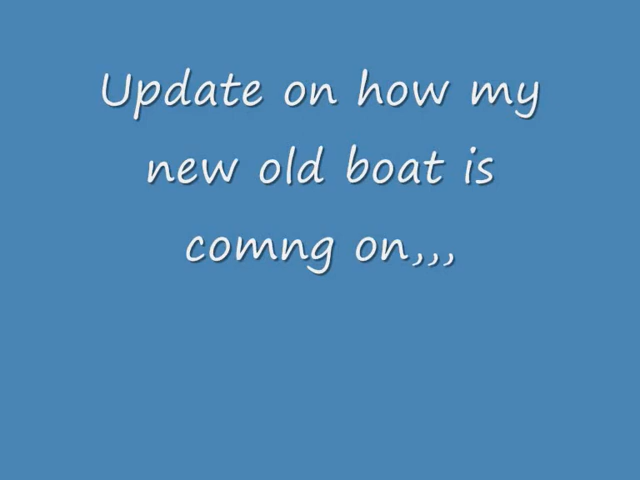 Update on how my
new old boat is
comng on,,,